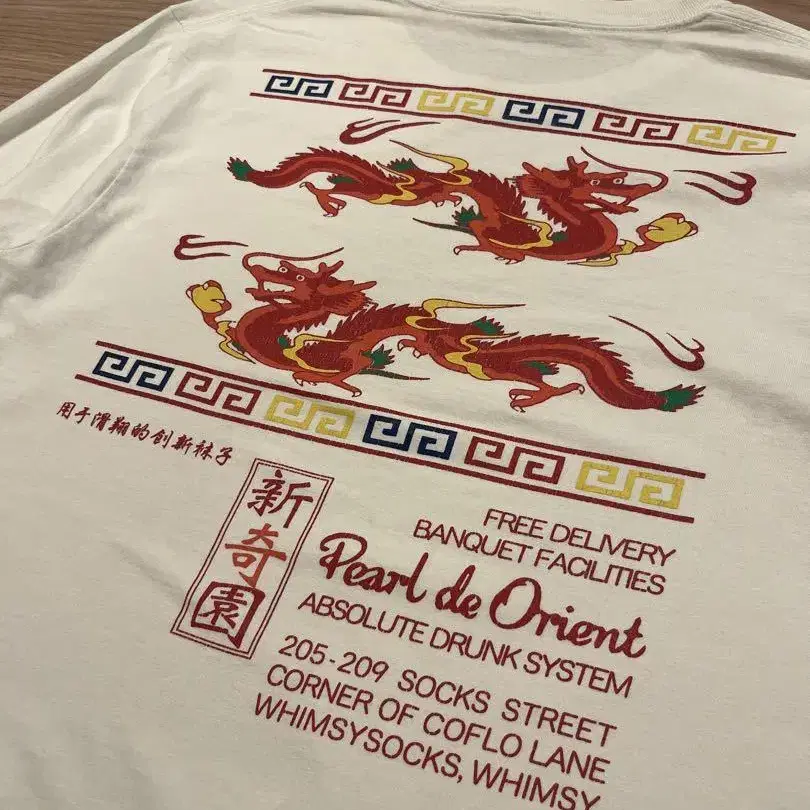 用于滑翔的创新袜子
新奇園
FREE DELIVERY
BANQUET FACILITIES
Pearl de Orient
ABSOLUTE DRUNK SYSTEM
205-209 SOCKS STREET
CORNER OF COFLO LANE
WHIMSYSOCKS, WHIMSY